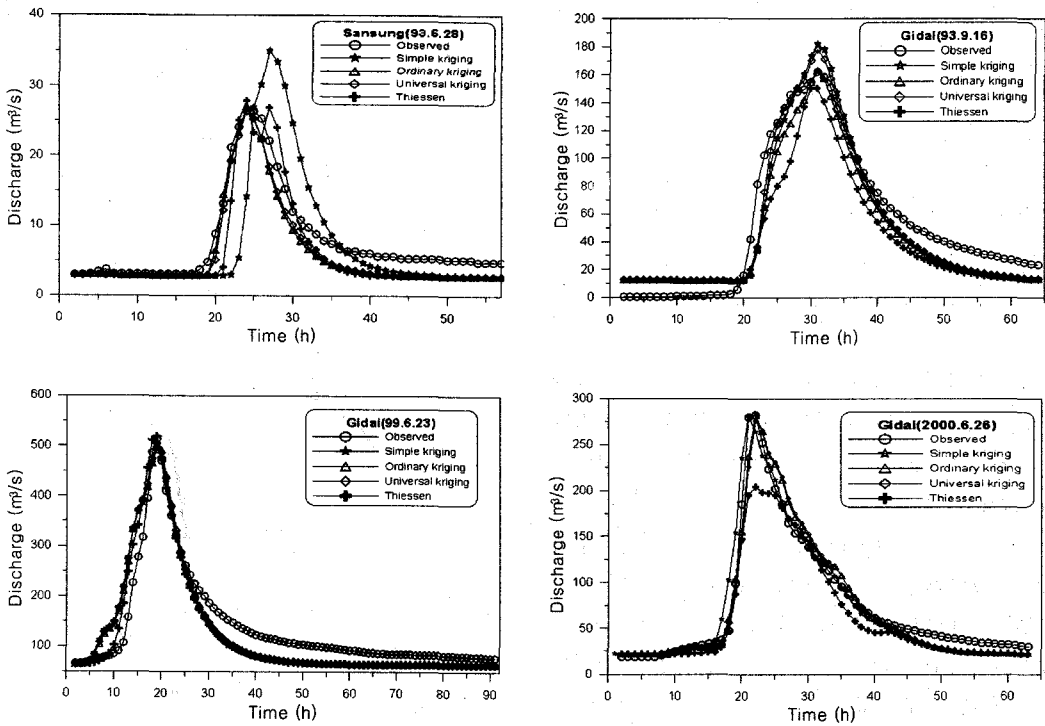 40
30
20
10
0
Discharge (m³/s)
0 10 20 30 40 50
Time (h)
Sansung(93.6.28)
Observed
Simple kriging
Ordinary kriging
Universal kriging
Thiessen
200
180
160
140
120
100
80
60
40
20
0
Discharge (m³/s)
0 10 20 30 40 50 60
Time (h)
Gidai(93.9.16)
Observed
Simple kriging
Ordinary kriging
Universal kriging
Thiessen
600
500
400
300
200
100
Discharge (m³/s)
0 10 20 30 40 50 60 70 80 90
Time (h)
Gidai(99.6.23)
Observed
Simple kriging
Ordinary kriging
Universal kriging
Thiessen
300
250
200
150
100
50
0
Discharge (m³/s)
0 10 20 30 40 50 60
Time (h)
Gidai(2000.6.26)
Observed
Simple kriging
Ordinary kriging
Universal kriging
Thiessen